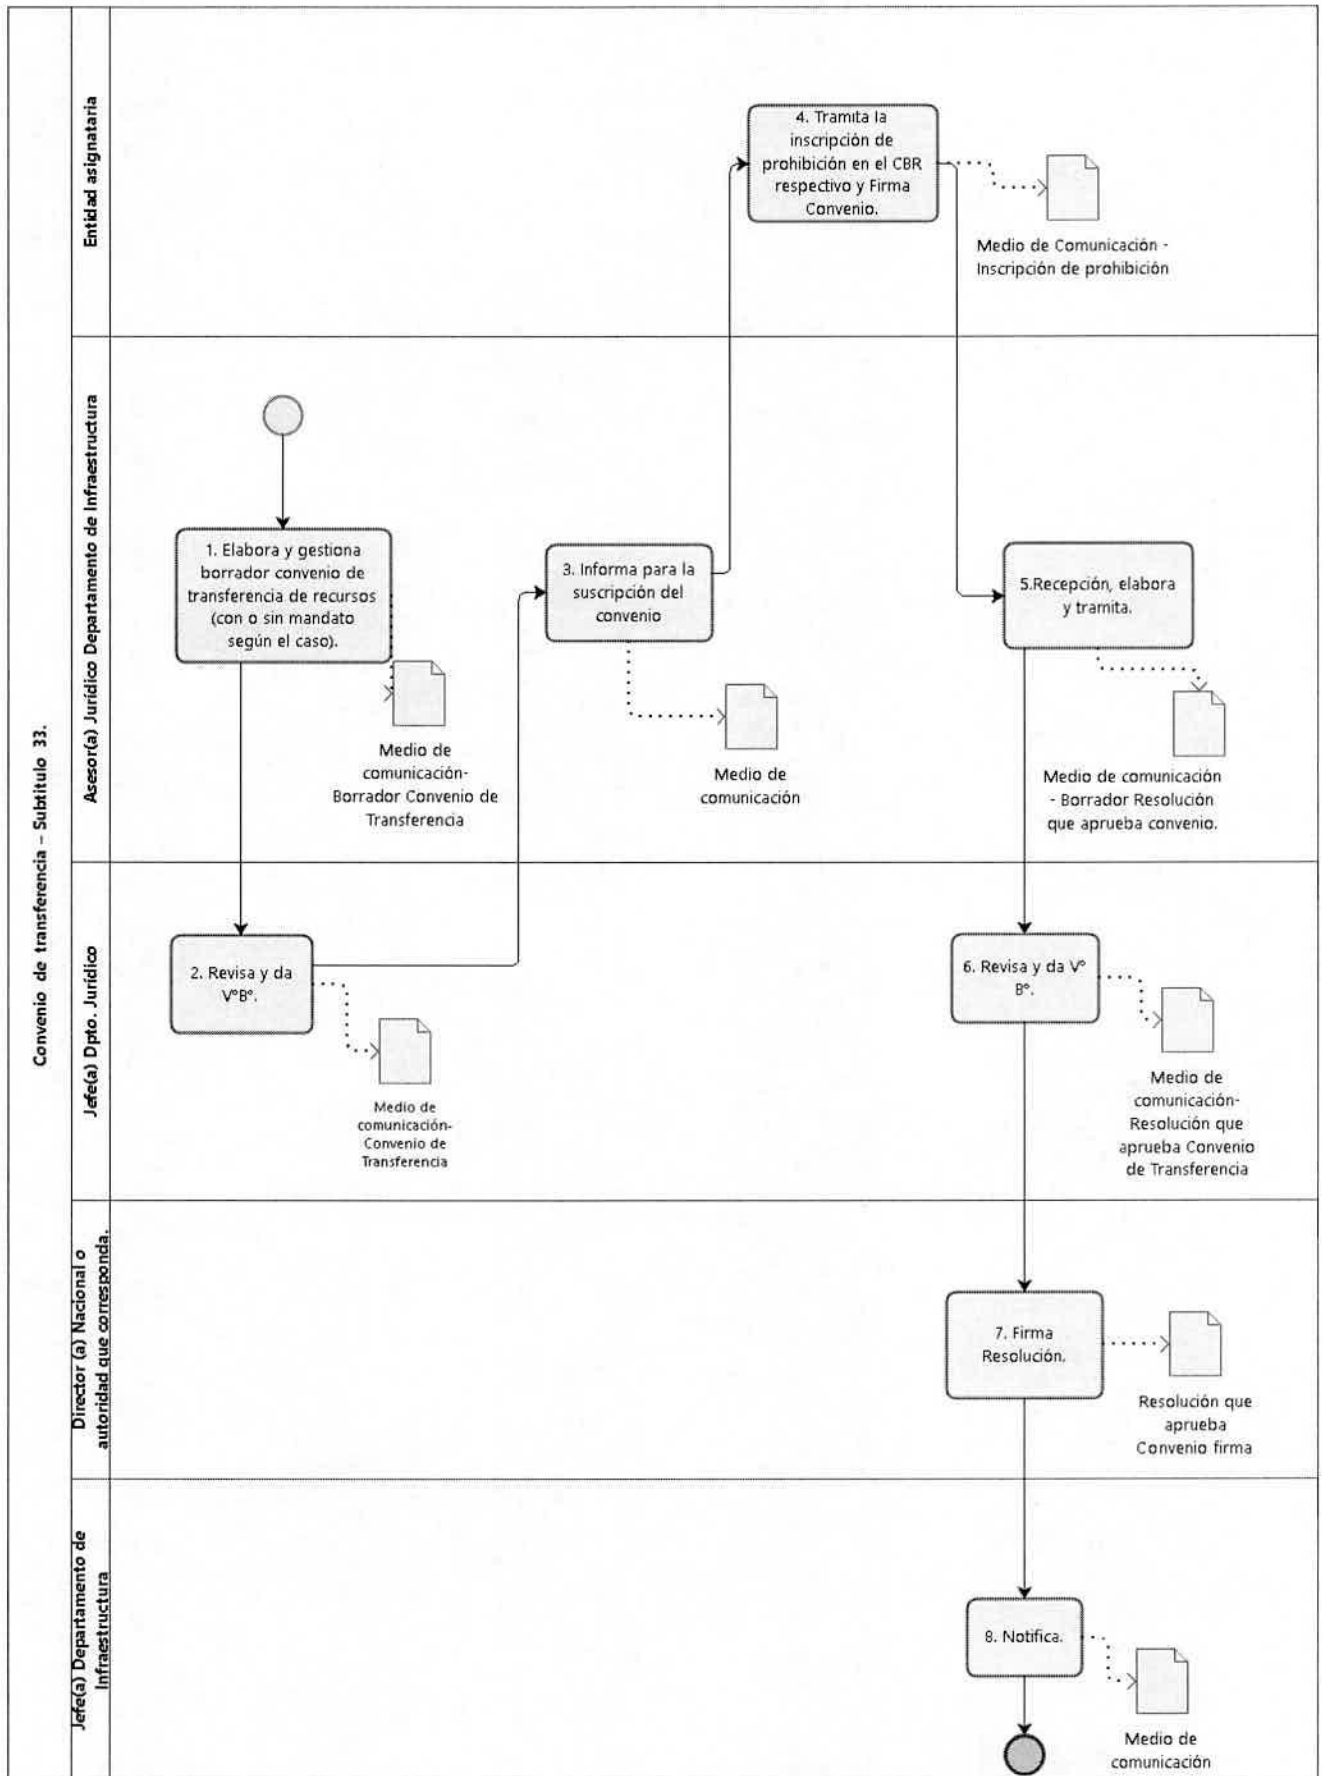 Convenio de transferencia – Subtitulo 33.
Entidad asignataria
4. Tramita la
inscripción de
prohibición en el CBR
respectivo y Firma
Convenio.
Medio de Comunicación -
Inscripción de prohibición
Asesor(a) Jurídico Departamento de Infraestructura
1. Elabora y gestiona
borrador convenio de
transferencia de recursos
(con o sin mandato
según el caso).
Medio de
comunicación-
Borrador Convenio de
Transferencia
3. Informa para la
suscripción del
convenio
Medio de
comunicación
5.Recepción, elabora
y tramita.
Medio de comunicación
- Borrador Resolución
que aprueba convenio.
Jefe(a) Dpto. Jurídico
2. Revisa y da
V°B°.
Medio de
comunicación-
Convenio de
Transferencia
6. Revisa y da V°
B°.
Medio de
comunicación-
Resolución que
aprueba Convenio
de Transferencia
Director (a) Nacional o
autoridad que corresponda.
7. Firma
Resolución.
Resolución que
aprueba
Convenio firma
Jefe(a) Departamento de
Infraestructura
8. Notifica.
Medio de
comunicación